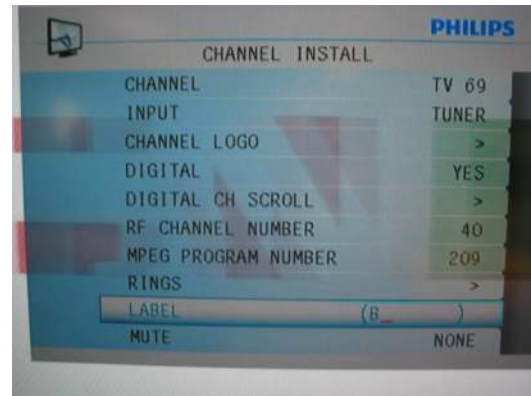 PHILIPS
CHANNEL INSTALL
CHANNEL TV 69
INPUT TUNER
CHANNEL LOGO >
DIGITAL YES
DIGITAL CH SCROLL >
RF CHANNEL NUMBER 40
MPEG PROGRAM NUMBER 209
RINGS >
LABEL (B_ )
MUTE NONE